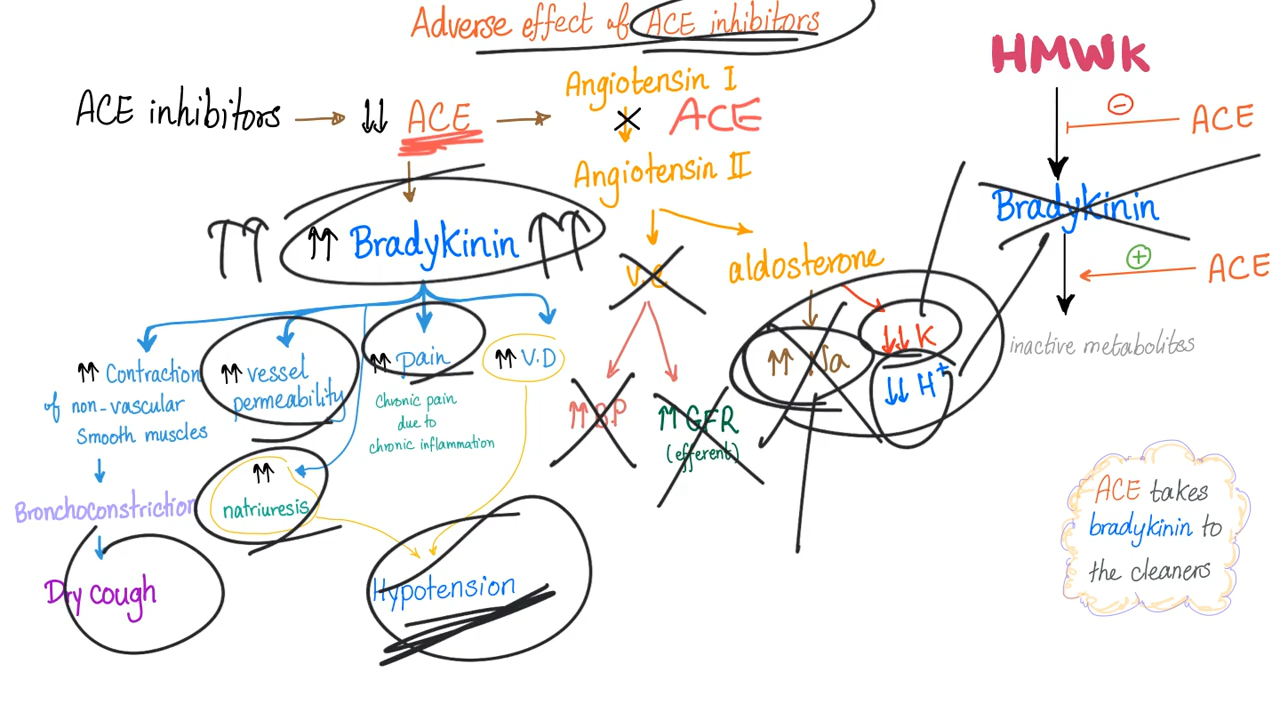 Adverse effect of ACE inhibitors
HMWK
ACE inhibitors → ↓↓ ACE →
Angiotensin I
ACE
Angiotensin II
⊖
ACE
Bradykinin
⊕
ACE
inactive metabolites
↑↑ ↑↑ Bradykinin ↑↑
V.C
aldosterone
↑↑ Contraction
of non-vascular
Smooth muscles
↑↑ vessel
permeability
↑↑ pain
Chronic pain
due to
chronic inflammation
↑↑ V.D
↑↑ BP
↑↑ GFR
(efferent)
↑↑ Na
↓↓ K
↓↓ H+
Bronchoconstriction
↑↑
natriuresis
Dry cough
Hypotension
ACE takes
bradykinin to
the cleaners